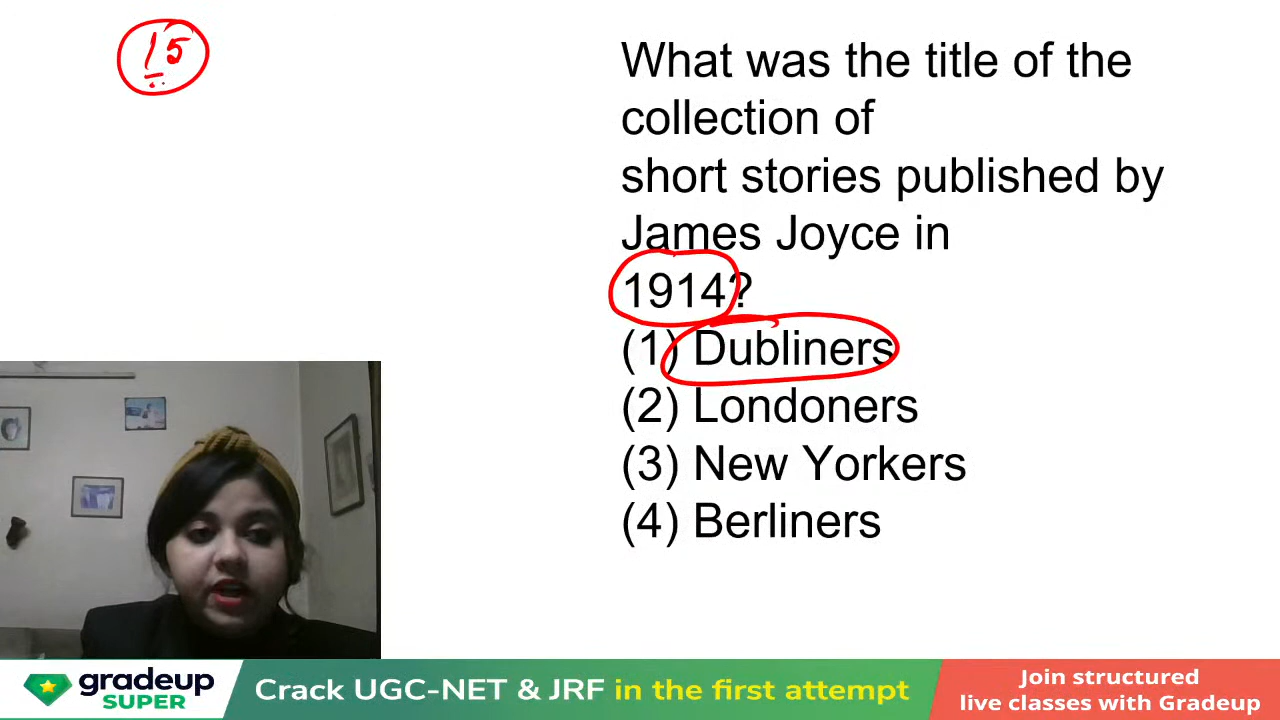 15
What was the title of the
collection of
short stories published by
James Joyce in
1914?
(1) Dubliners
(2) Londoners
(3) New Yorkers
(4) Berliners
gradeup
SUPER
Crack UGC-NET & JRF in the first attempt
Join structured
live classes with Gradeup